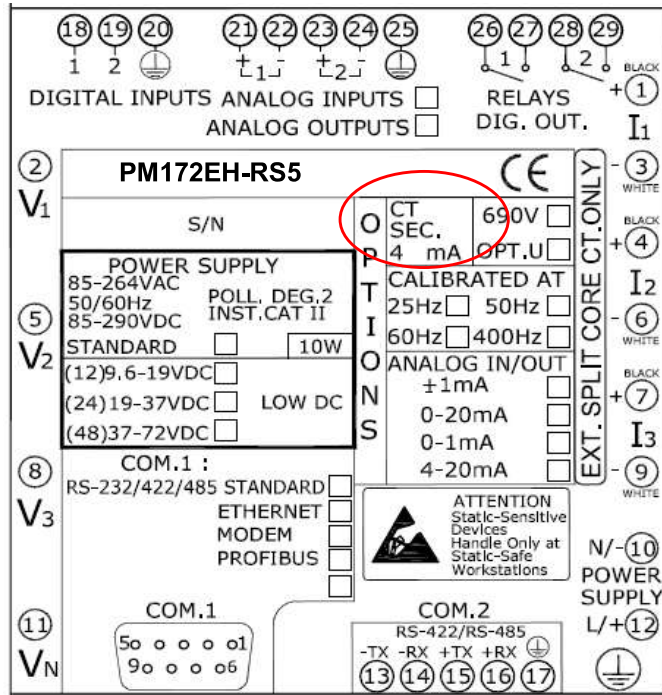 18 19 20 21 22 23 24 25 26 27 28 29
1 2 + 1 - + 2 - 1 2
DIGITAL INPUTS ANALOG INPUTS RELAYS
ANALOG OUTPUTS DIG. OUT.
BLACK
+ 1
I1
- 3
WHITE
BLACK
+ 4
I2
- 6
WHITE
BLACK
+ 7
I3
- 9
WHITE
EXT. SPLIT CORE CT.ONLY
2
V1
5
V2
8
V3
11
VN
PM172EH-RS5 CE
S/N
OPTIONS
CT
SEC.
4 mA
690V
OPT.U
POWER SUPPLY
85-264VAC
50/60Hz
85-290VDC
POLL. DEG.2
INST.CAT II
STANDARD 10W
(12)9.6-19VDC
(24)19-37VDC LOW DC
(48)37-72VDC
CALIBRATED AT
25Hz 50Hz
60Hz 400Hz
ANALOG IN/OUT
±1mA
0-20mA
0-1mA
4-20mA
COM.1 :
RS-232/422/485 STANDARD
ETHERNET
MODEM
PROFIBUS
ATTENTION
Static-Sensitive
Devices
Handle Only at
Static-Safe
Workstations
N/- 10
POWER
SUPPLY
L/+ 12
COM.1
5 1
9 6
COM.2
RS-422/RS-485
-TX -RX +TX +RX
13 14 15 16 17